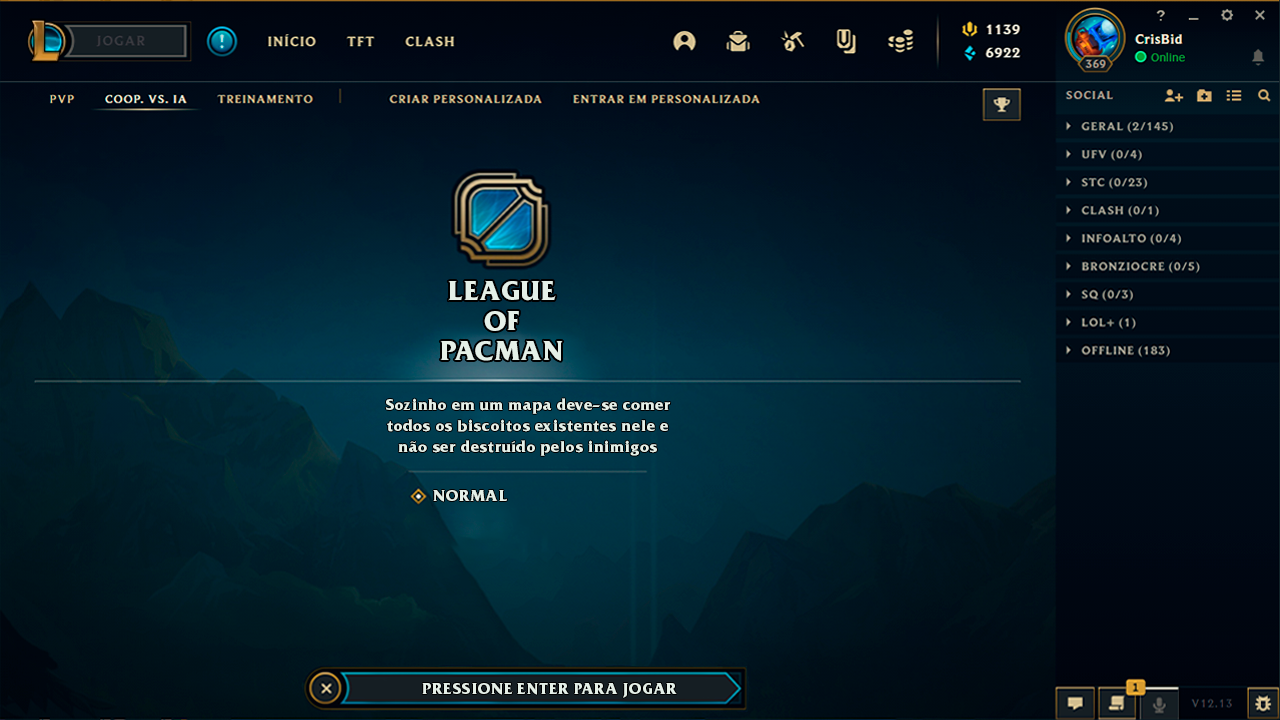 JOGAR
INÍCIO
TFT
CLASH
1139
6922
?
CrisBid
Online
369
PVP
COOP. VS. IA
TREINAMENTO
CRIAR PERSONALIZADA
ENTRAR EM PERSONALIZADA
SOCIAL
GERAL (2/145)
UFV (0/4)
STC (0/23)
CLASH (0/1)
INFOALTO (0/4)
BRONZIOCRE (0/5)
SQ (0/3)
LOL+ (1)
OFFLINE (183)
LEAGUE
OF
PACMAN
Sozinho em um mapa deve-se comer
todos os biscoitos existentes nele e
não ser destruído pelos inimigos
NORMAL
PRESSIONE ENTER PARA JOGAR
1
V12.13